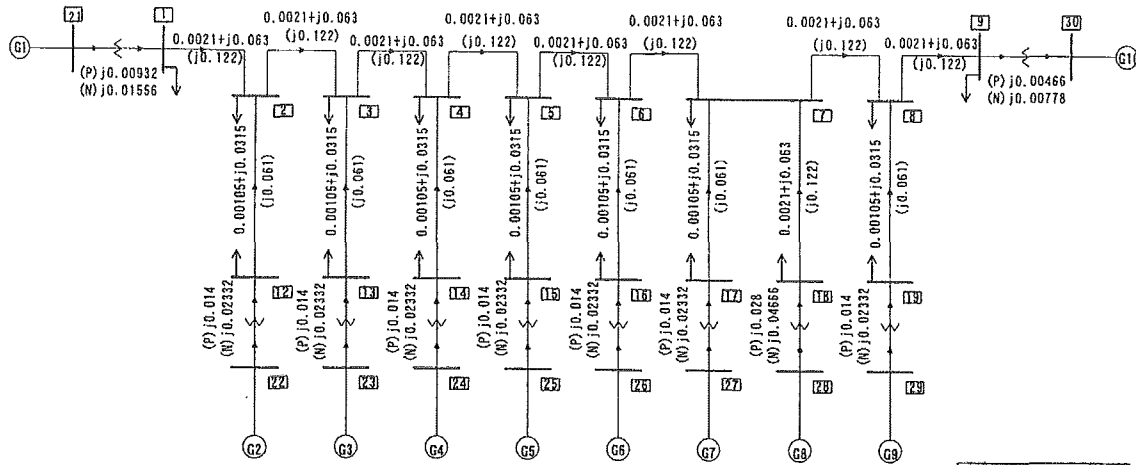 21 1 9 30
0.0021+j0.063 0.0021+j0.063 0.0021+j0.063 0.0021+j0.063
(j0.122) (j0.122) (j0.122) (j0.122)
G1 0.0021+j0.063 0.0021+j0.063 0.0021+j0.063 0.0021+j0.063 G1
(j0.122) (j0.122) (j0.122) (j0.122)
(P) j0.00932 (P) j0.00466
(N) j0.01556 (N) j0.00778
2 3 4 5 6 7 8
0.00105+j0.0315
(j0.061)
0.00105+j0.0315
(j0.061)
0.00105+j0.0315
(j0.061)
0.00105+j0.0315
(j0.061)
0.00105+j0.0315
(j0.061)
0.00105+j0.0315
(j0.061)
0.0021+j0.063
(j0.122)
0.00105+j0.0315
(j0.061)
12 13 14 15 16 17 18 19
(P) j0.014
(N) j0.02332
(P) j0.014
(N) j0.02332
(P) j0.014
(N) j0.02332
(P) j0.014
(N) j0.02332
(P) j0.014
(N) j0.02332
(P) j0.014
(N) j0.02332
(P) j0.028
(N) j0.04666
(P) j0.014
(N) j0.02332
22 23 24 25 26 27 28 29
G2 G3 G4 G5 G6 G7 G8 G9